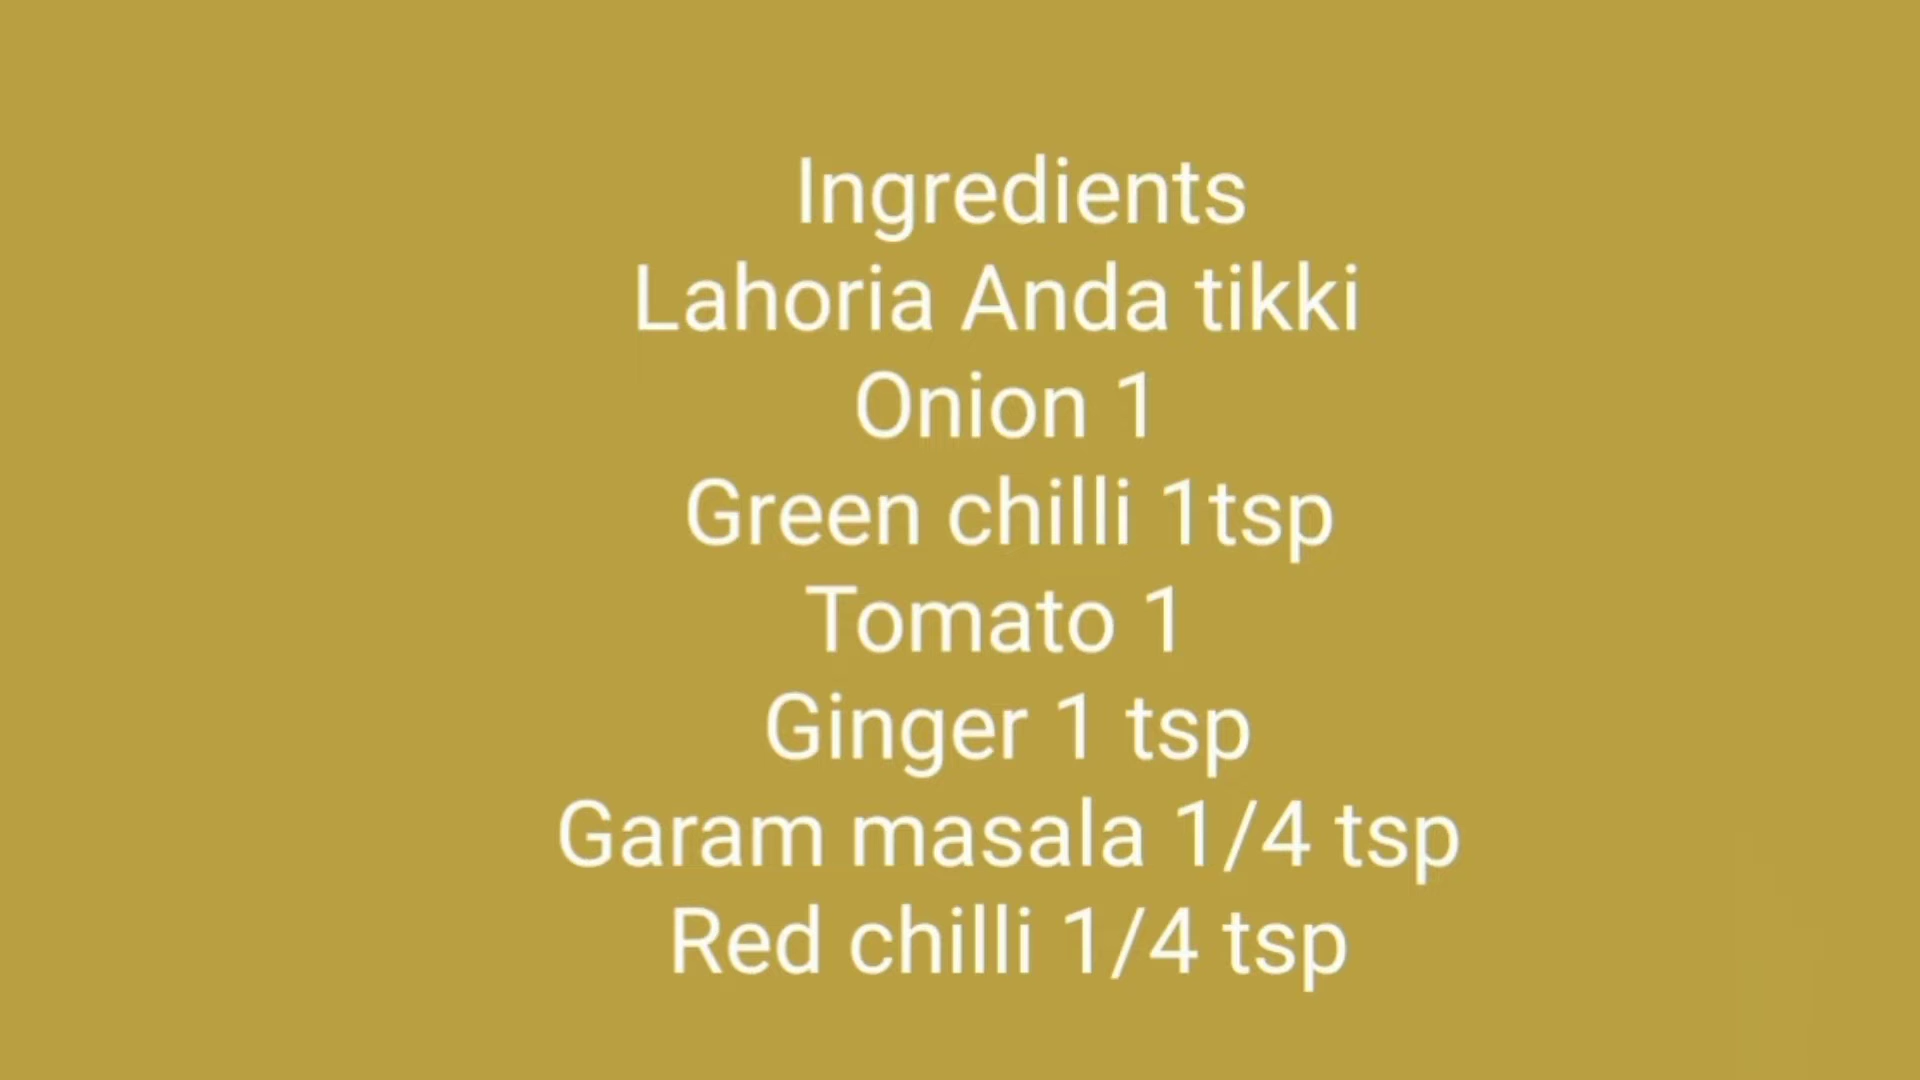 Ingredients
Lahoria Anda tikki
Onion 1
Green chilli 1tsp
Tomato 1
Ginger 1 tsp
Garam masala 1/4 tsp
Red chilli 1/4 tsp